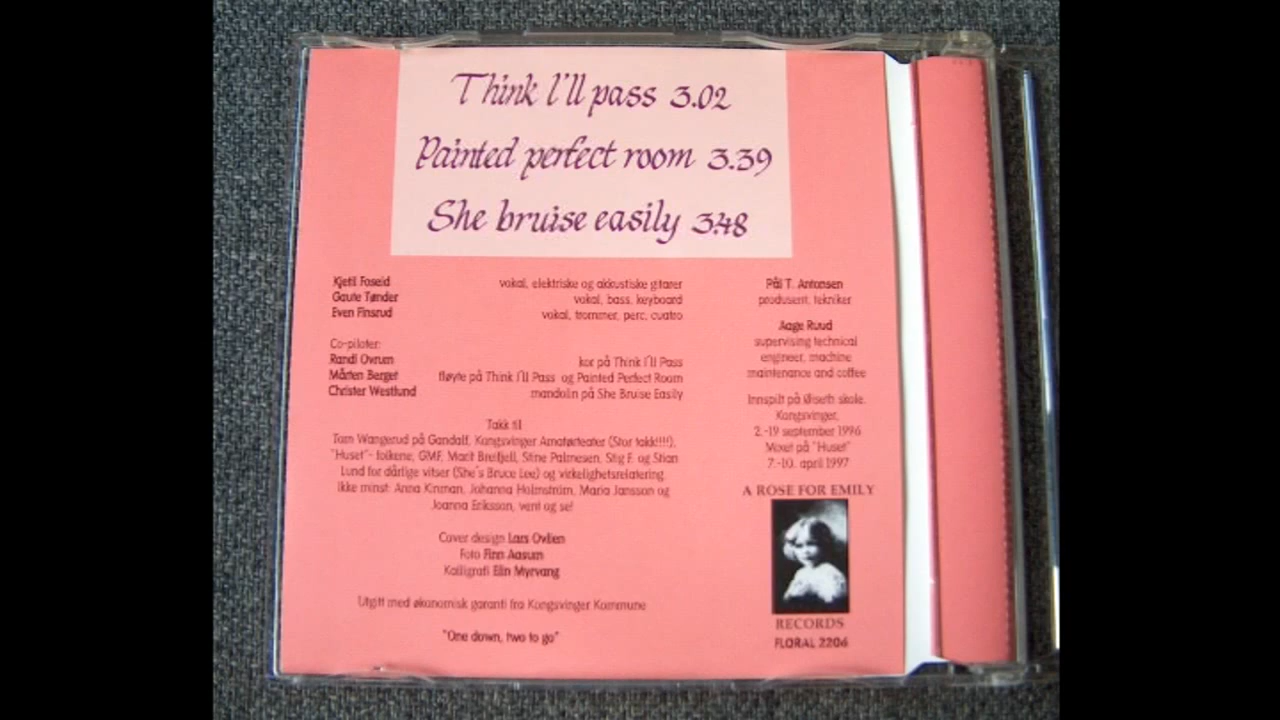 Think I'll pass 3.02
Painted perfect room 3.39
She bruise easily 3.48
Kjetil Foseid vokal, elektriske og akkustiske gitarer
Gaute Tønder vokal, bass, keyboard
Even Finsrud vokal, trommer, perc, cuatro
Co-piloter:
Randi Ovrum kor på Think I'll Pass
Mårten Berget fløyte på Think I'll Pass og Painted Perfect Room
Christer Westlund mandolin på She Bruise Easily
Takk til
Tom Wangerud på Gandalf, Kongsvinger Amatørteater (Stor takk!!!!),
"Huset"- folkene, GMF, Marit Breifjell, Stine Palmesen, Stig F. og Stian
Lund for dårlige vitser (She's Bruce Lee) og virkelighetsrelatering.
Ikke minst: Anna Kinman, Johanna Holmström, Maria Jansson og
Joanna Eriksson, vent og se!
Cover design Lars Ovlien
Foto Finn Aasum
Kalligrafi Elin Myrvang
Utgitt med økonomisk garanti fra Kongsvinger Kommune
"One down, two to go"
Pål T. Antonsen
produsent, tekniker
Aage Ruud
supervising technical
engineer, machine
maintenance and coffee
Innspilt på Øiseth skole.
Kongsvinger,
2.-19 september 1996
Mixet på "Huset"
7.-10. april 1997
A ROSE FOR EMILY
RECORDS
FLORAL 2206